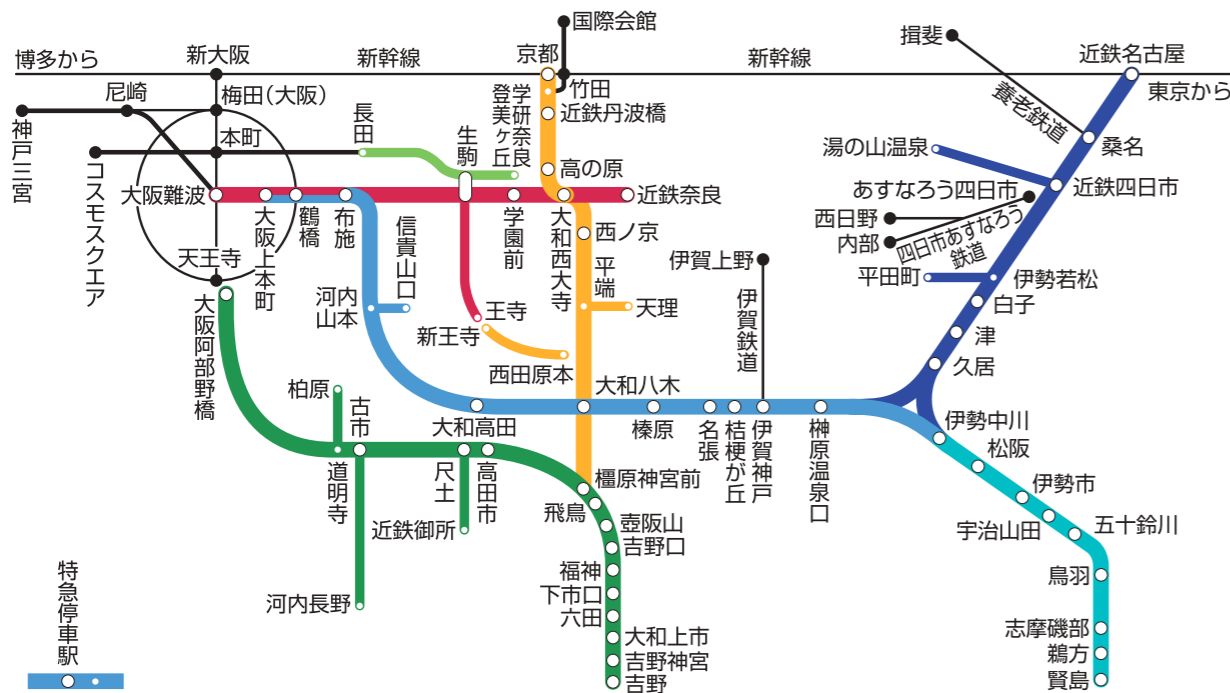 国際会館
博多から
新大阪
新幹線
京都
新幹線
揖斐
近鉄名古屋
東京から
尼崎
梅田(大阪)
竹田
近鉄丹波橋
学研奈良
登美ヶ丘
養老鉄道
神戸三宮
コスモスクエア
本町
長田
生駒
高の原
湯の山温泉
桑名
大阪難波
大阪上本町
鶴橋
布施
学園前
大和西大寺
近鉄奈良
あすなろう四日市
近鉄四日市
西日野
内部
四日市あすなろう
鉄道
天王寺
信貴山口
西ノ京
伊賀上野
平田町
伊勢若松
大阪阿部野橋
河内
山本
王寺
新王寺
平端
天理
伊賀鉄道
白子
津
西田原本
久居
柏原
古市
道明寺
大和高田
大和八木
榛原
名張
桔梗が丘
伊賀神戸
榊原温泉口
伊勢中川
松阪
尺土
高田市
橿原神宮前
伊勢市
近鉄御所
飛鳥
壺阪山
宇治山田
五十鈴川
吉野口
福神
鳥羽
特急停車駅
河内長野
下市口
六田
大和上市
志摩磯部
吉野神宮
鵜方
吉野
賢島